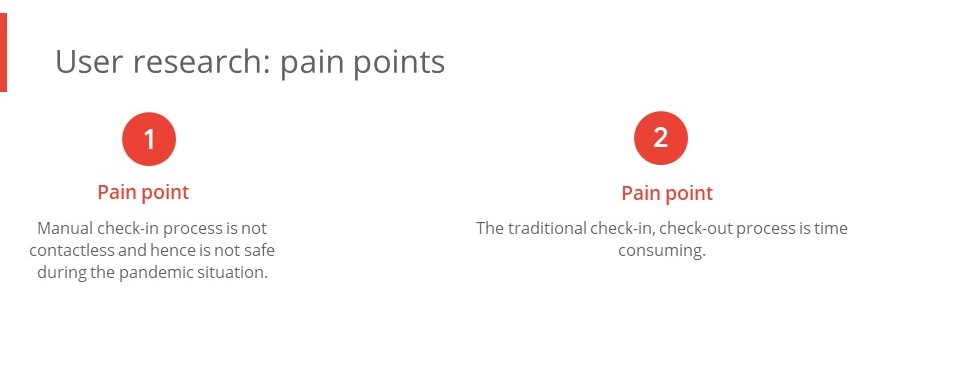 User research: pain points
1
Pain point
Manual check-in process is not
contactless and hence is not safe
during the pandemic situation.
2
Pain point
The traditional check-in, check-out process is time
consuming.